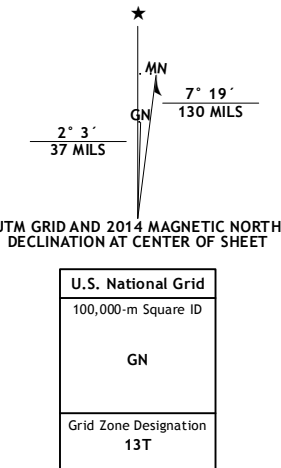 ★
MN
7° 19´
130 MILS
GN
2° 3´
37 MILS
UTM GRID AND 2014 MAGNETIC NORTH
DECLINATION AT CENTER OF SHEET
U.S. National Grid
100,000-m Square ID
GN
Grid Zone Designation
13T